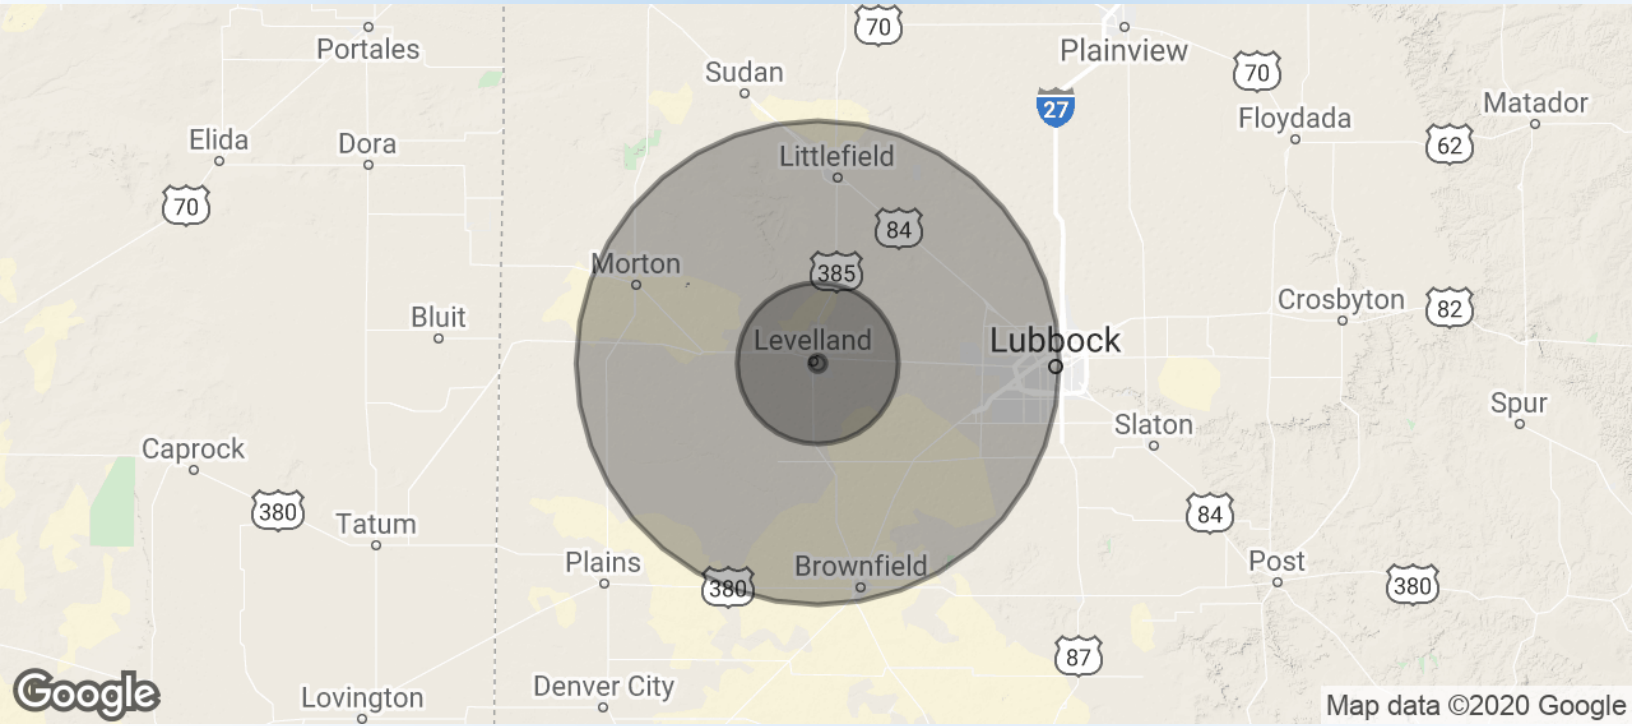 70
Portales
Plainview
Sudan
70
27
Matador
Floydada
Elida
Dora
62
Littlefield
70
84
Morton
385
Crosbyton
82
Bluit
Levelland
Lubbock
Spur
Slaton
Caprock
380
84
Tatum
Plains
Brownfield
Post
380
380
87
Denver City
Lovington
Google
Map data ©2020 Google